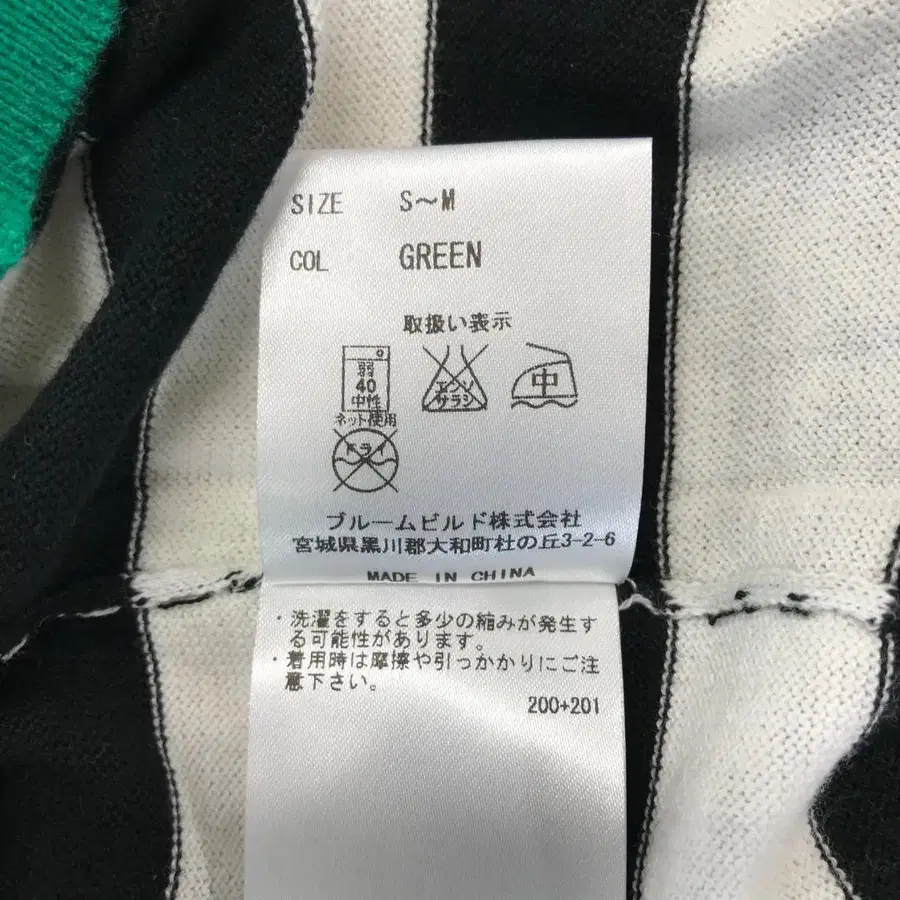 SIZE S～M
COL GREEN
取扱い表示
弱
40
中性
エンソ
サラシ
中
ネット使用
ドライ
ブルームビルド株式会社
宮城県黒川郡大和町杜の丘3-2-6
MADE IN CHINA
・洗濯をすると多少の縮みが発生す
る可能性があります。
・着用時は摩擦や引っかかりにご注
意下さい。
200+201